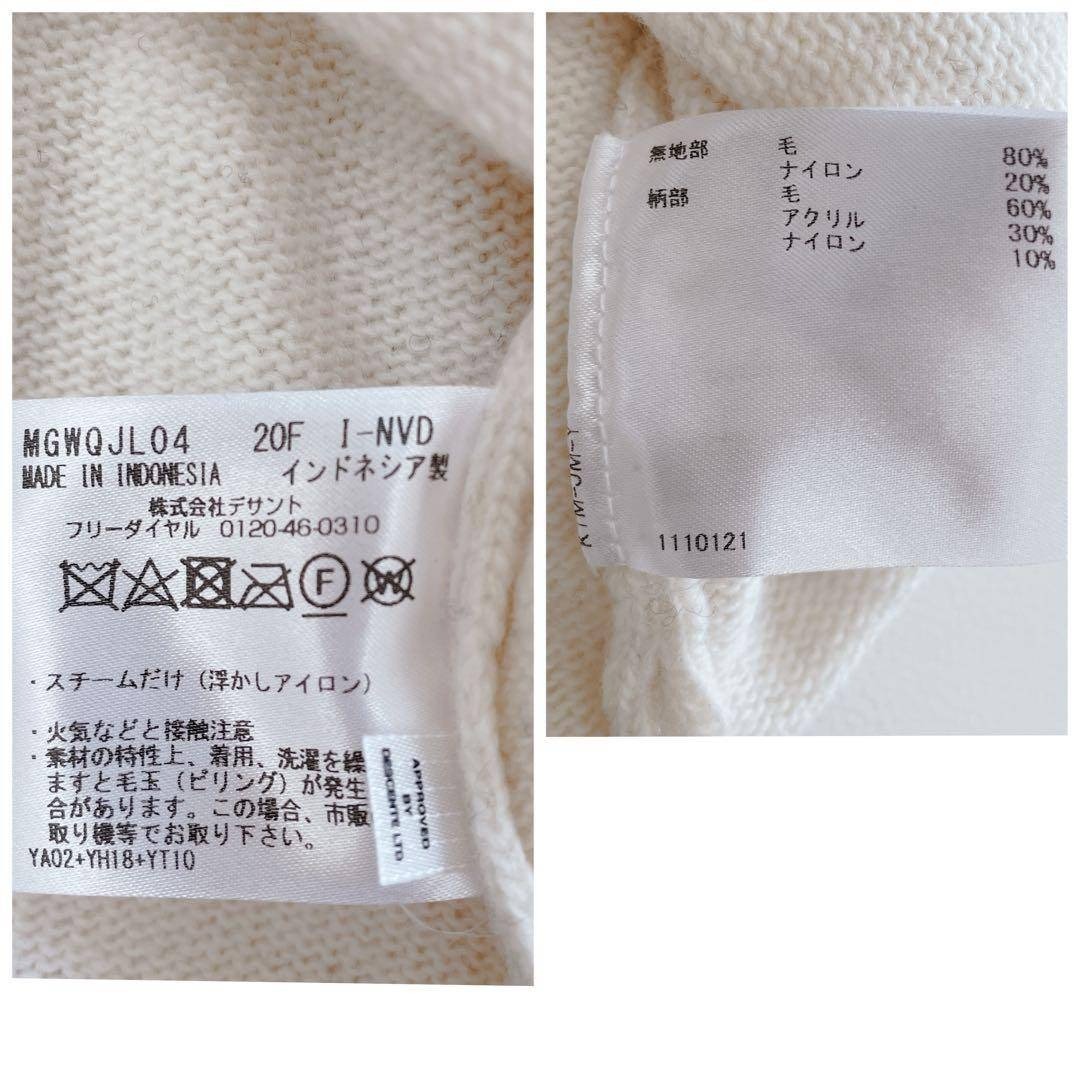 MGWQJL04 20F I-NVD
MADE IN INDONESIA インドネシア製
株式会社デサント
フリーダイヤル 0120-46-0310
F W
・スチームだけ（浮かしアイロン）
・火気などと接触注意
・素材の特性上、着用、洗濯を繰
ますと毛玉（ピリング）が発生
合があります。この場合、市販
取り機等でお取り下さい。
YA02+YH18+YT10
APPROVED
BY
DESCENTE LTD
無地部 毛 80%
ナイロン 20%
柄部 毛 60%
アクリル 30%
ナイロン 10%
1110121